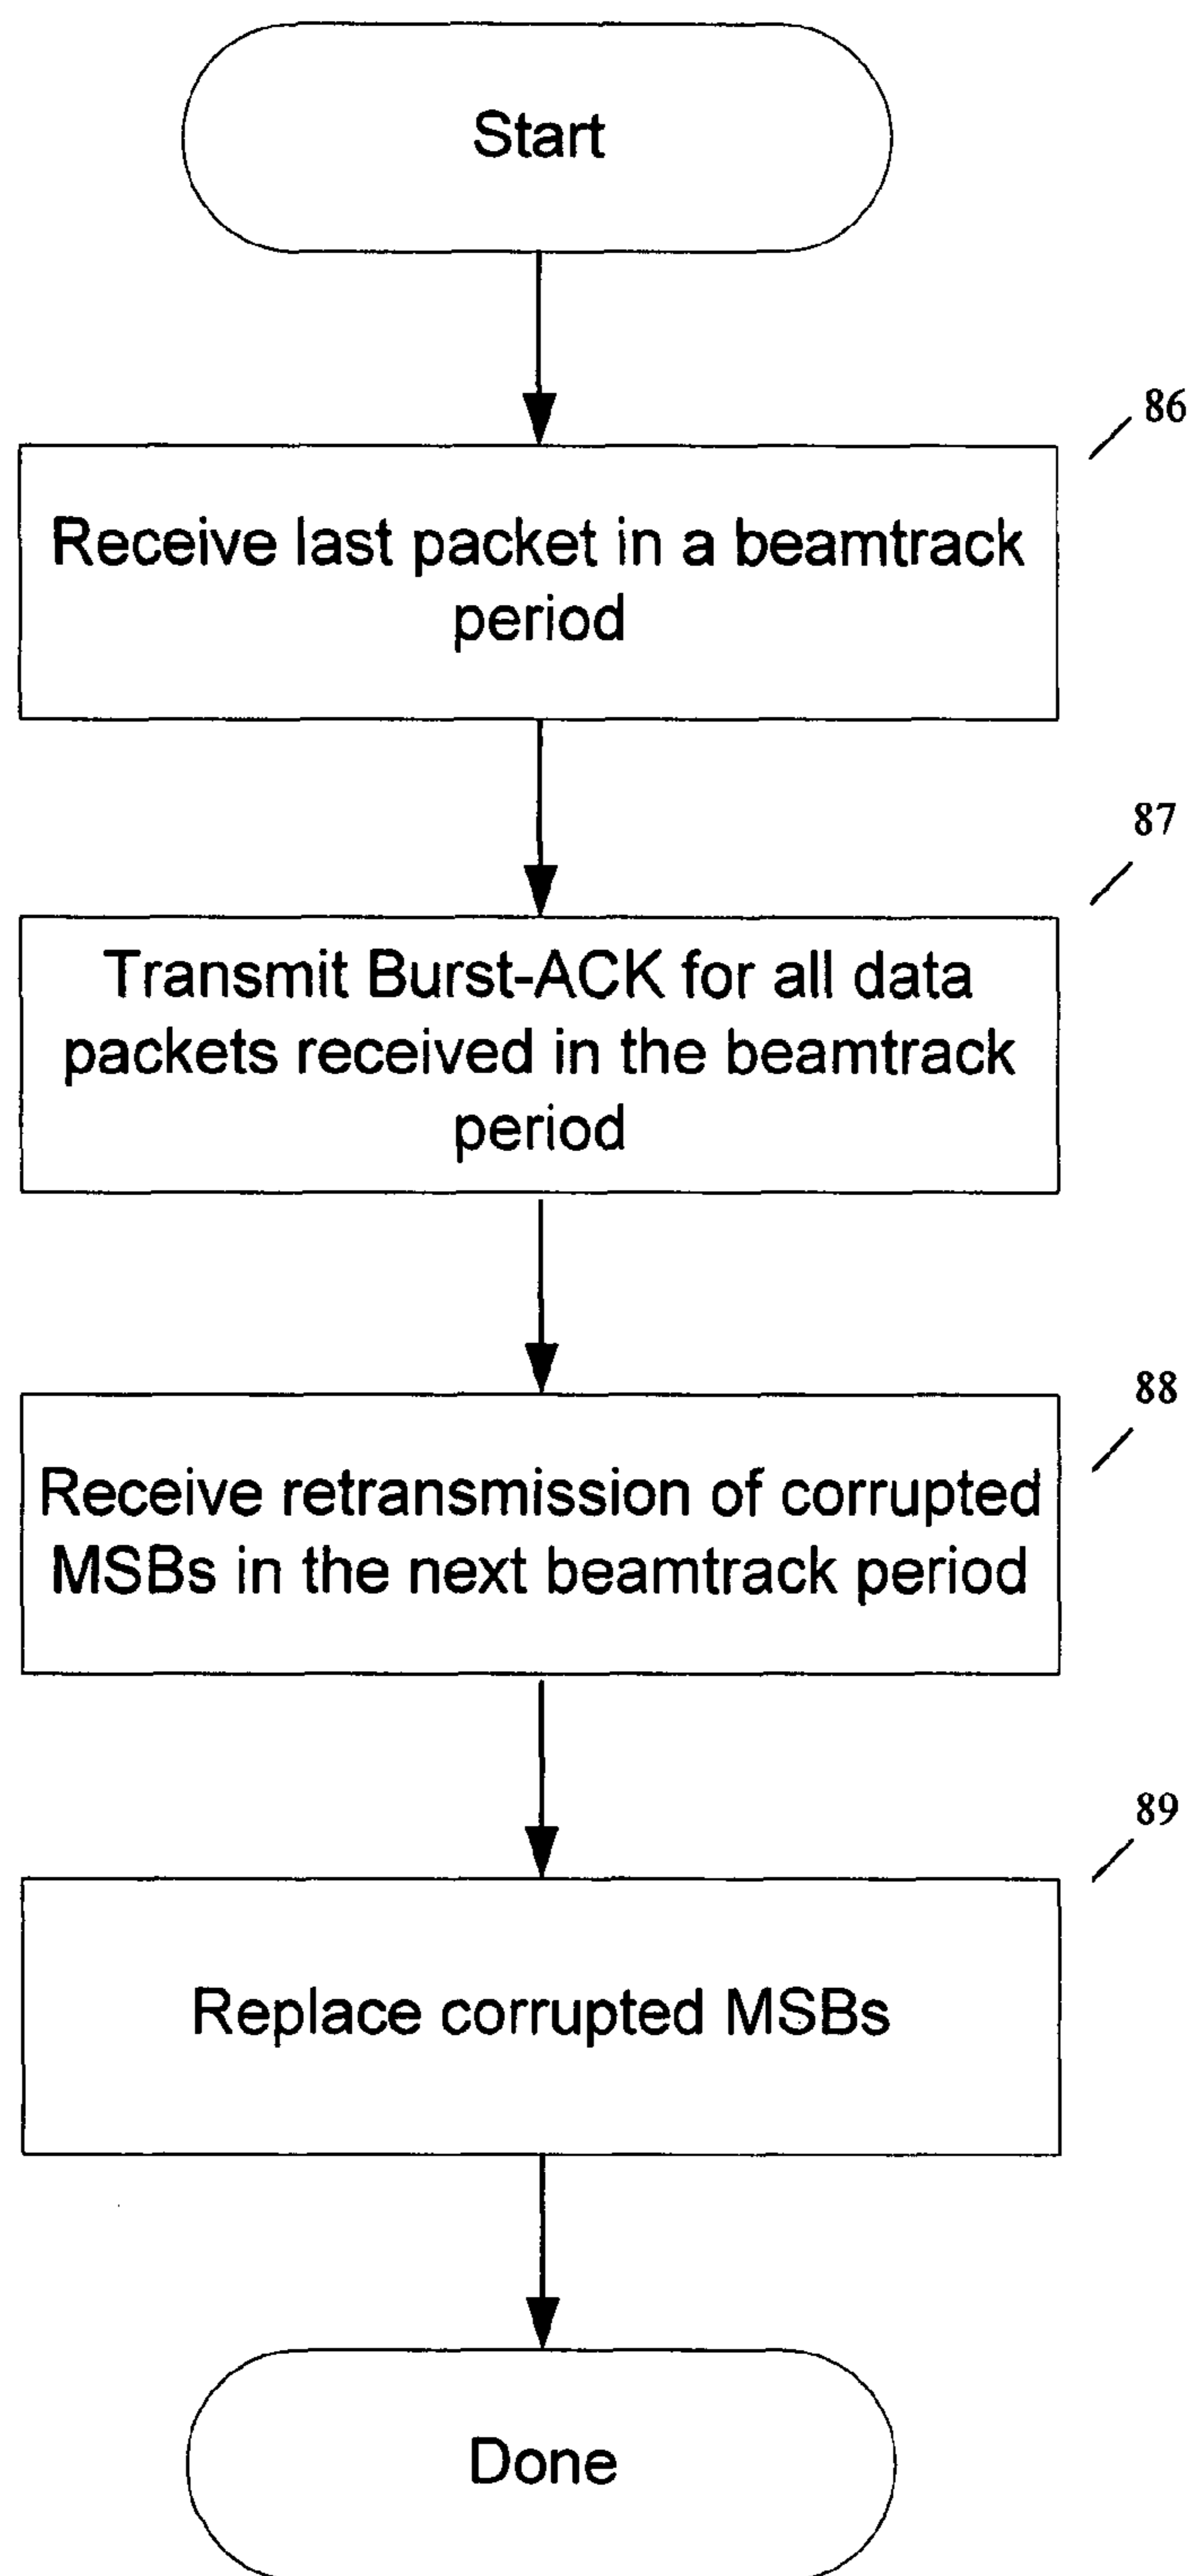 Start
86
Receive last packet in a beamtrack
period
87
Transmit Burst-ACK for all data
packets received in the beamtrack
period
88
Receive retransmission of corrupted
MSBs in the next beamtrack period
89
Replace corrupted MSBs
Done